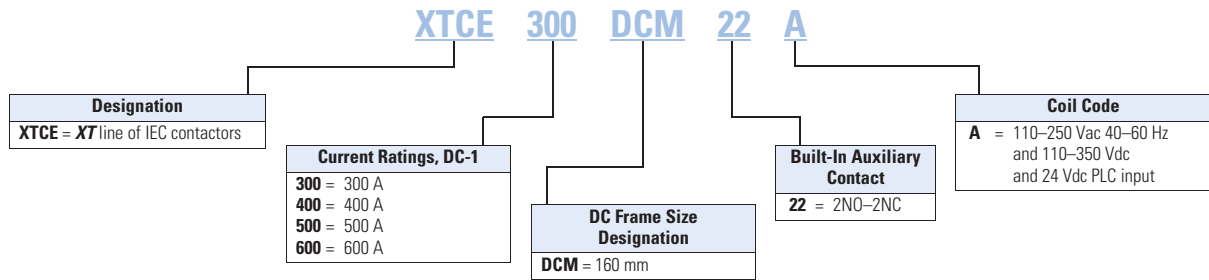 XTCE 300 DCM 22 A
Designation
XTCE = XT line of IEC contactors
Current Ratings, DC-1
300 = 300 A
400 = 400 A
500 = 500 A
600 = 600 A
DC Frame Size
Designation
DCM = 160 mm
Built-In Auxiliary
Contact
22 = 2NO–2NC
Coil Code
A = 110–250 Vac 40–60 Hz
and 110–350 Vdc
and 24 Vdc PLC input